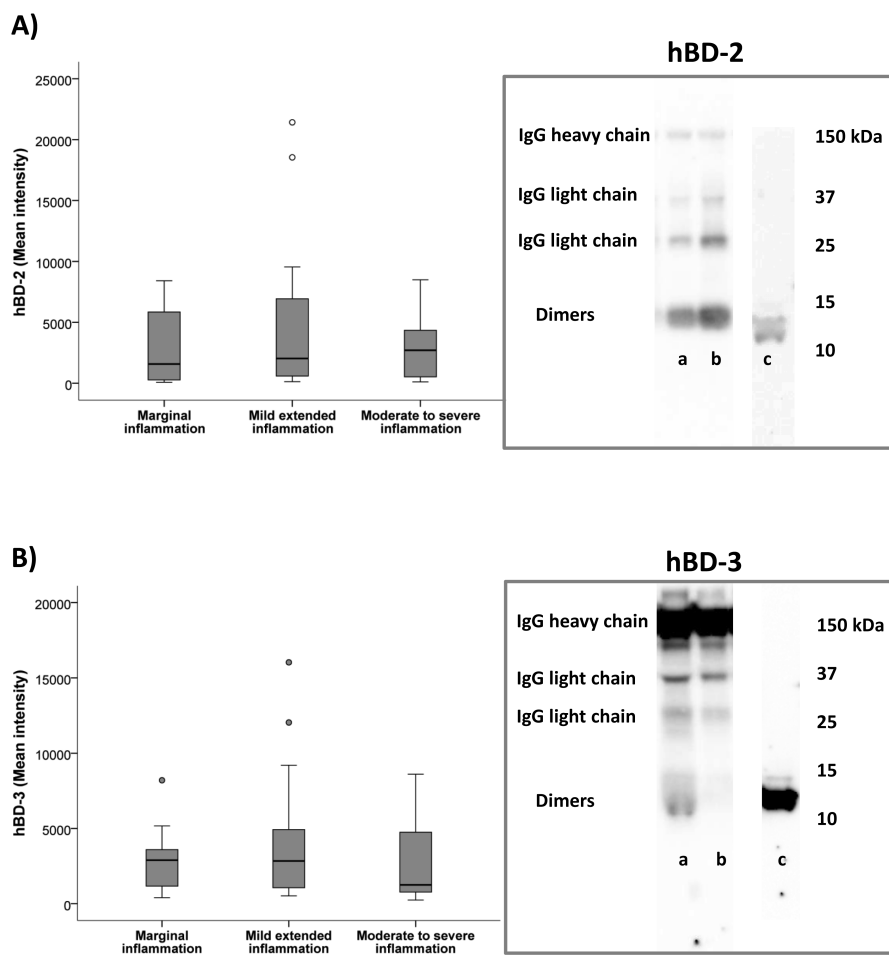 A)
hBD-2 (Mean intensity)
25000
20000
15000
10000
5000
0
Marginal
inflammation
Mild extended
inflammation
Moderate to severe
inflammation
hBD-2
IgG heavy chain
150 kDa
IgG light chain
37
IgG light chain
25
15
Dimers
10
a
b
c
B)
hBD-3 (Mean intensity)
20000
15000
10000
5000
0
Marginal
inflammation
Mild extended
inflammation
Moderate to severe
inflammation
hBD-3
IgG heavy chain
150 kDa
IgG light chain
37
IgG light chain
25
15
Dimers
10
a
b
c